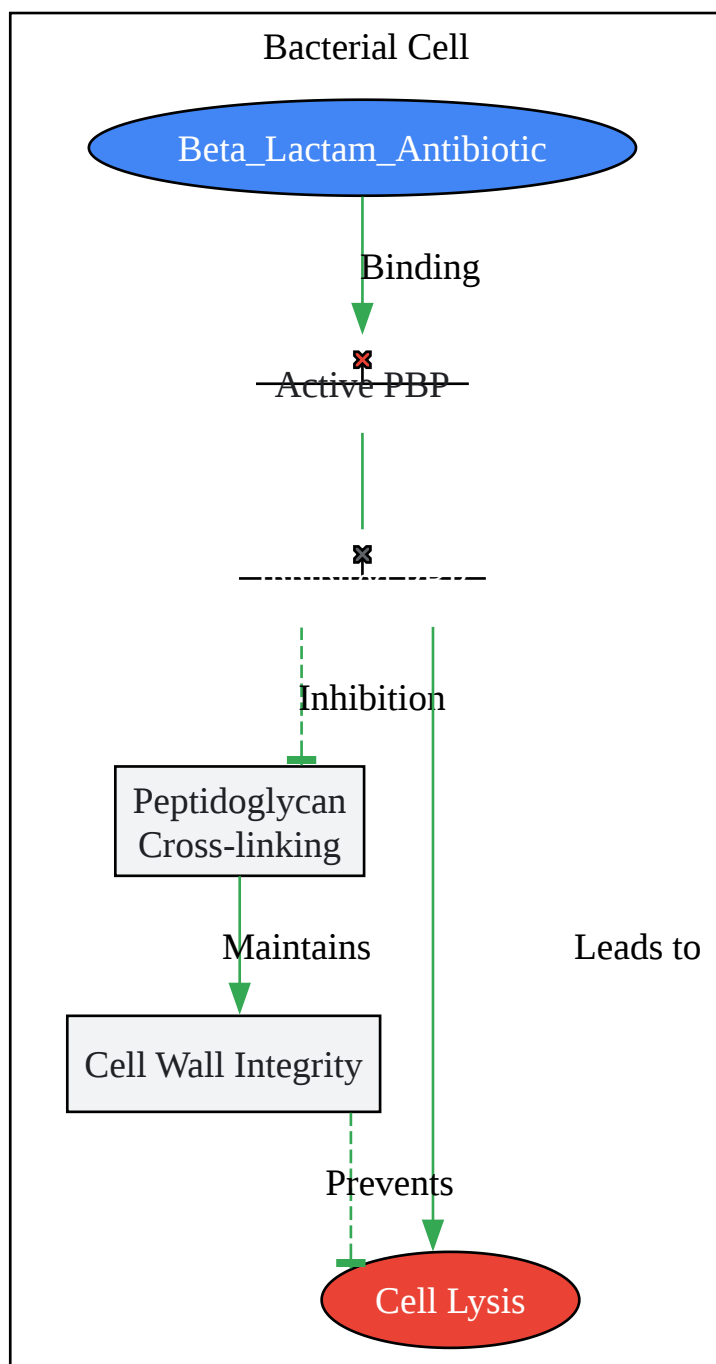 Bacterial Cell
Beta_Lactam_Antibiotic
Binding
Active PBP
Inhibition
Peptidoglycan
Cross-linking
Maintains
Leads to
Cell Wall Integrity
Prevents
Cell Lysis